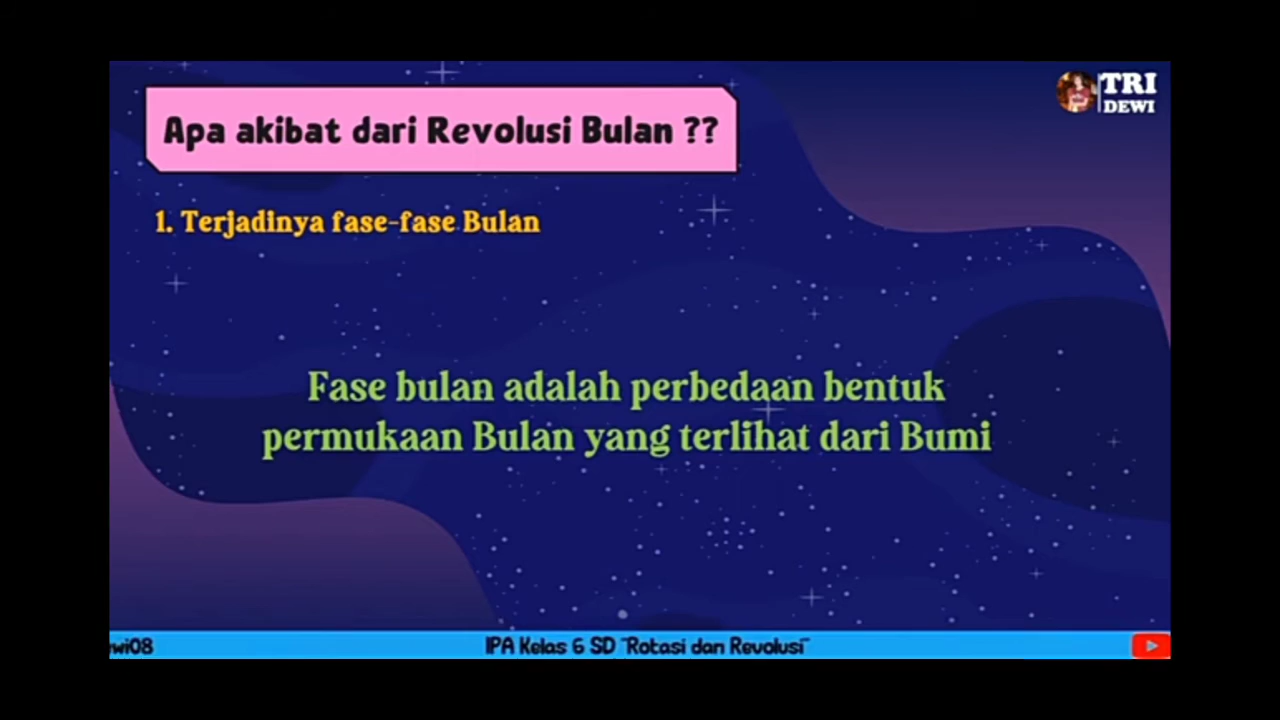 TRI
DEWI
Apa akibat dari Revolusi Bulan ??
1. Terjadinya fase-fase Bulan
Fase bulan adalah perbedaan bentuk
permukaan Bulan yang terlihat dari Bumi
wi08
IPA Kelas 6 SD "Rotasi dan Revolusi"